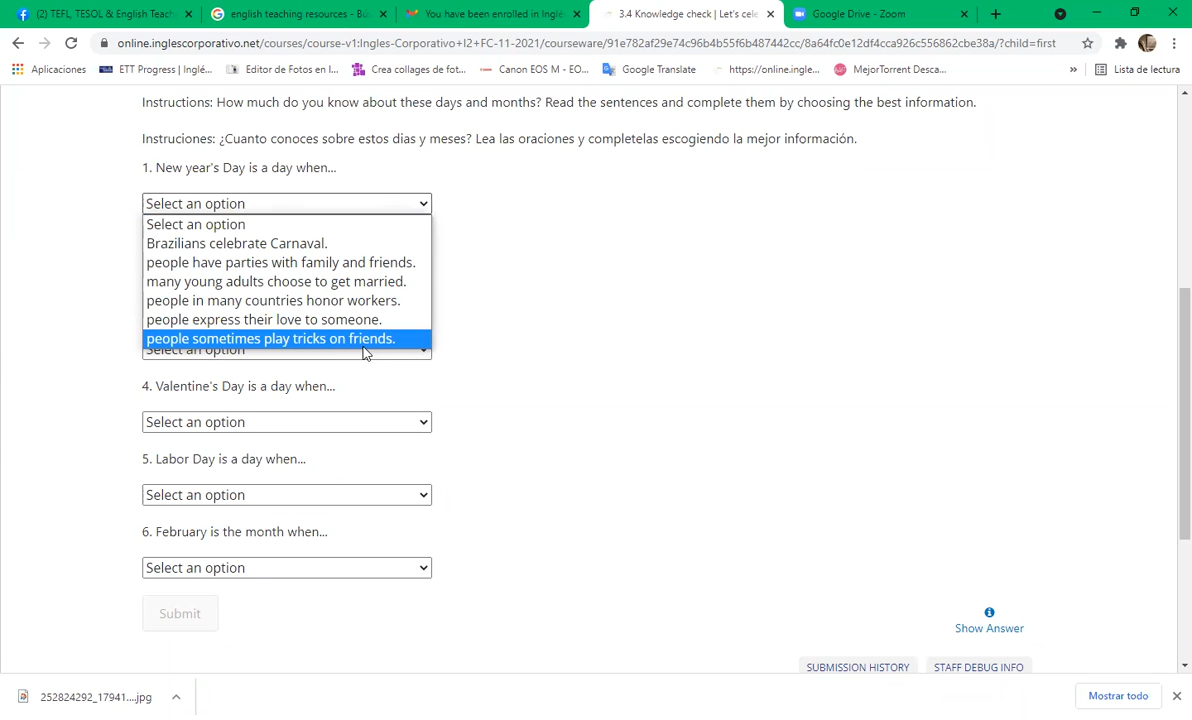 (2) TEFL, TESOL & English Teach
english teaching resources - Bú
You have been enrolled in Inglé
3.4 Knowledge check | Let's cele
Google Drive - Zoom
online.inglescorporativo.net/courses/course-v1:Ingles-Corporativo+I2+FC-11-2021/courseware/91e782af29e74c96b4b55f6b487442cc/8a64fc0e12df4cca926c556862cbe38a/?child=first
Aplicaciones
ETT Progress | Inglé...
Editor de Fotos en l...
Crea collages de fot...
Canon EOS M - EO...
Google Translate
https://online.ingle...
MejorTorrent Desca...
»
Lista de lectura
Instructions: How much do you know about these days and months? Read the sentences and complete them by choosing the best information.
Instruciones: ¿Cuanto conoces sobre estos dias y meses? Lea las oraciones y completelas escogiendo la mejor información.
1. New year's Day is a day when...
Select an option
Select an option
Brazilians celebrate Carnaval.
people have parties with family and friends.
many young adults choose to get married.
people in many countries honor workers.
people express their love to someone.
people sometimes play tricks on friends.
Select an option
4. Valentine's Day is a day when...
Select an option
5. Labor Day is a day when...
Select an option
6. February is the month when...
Select an option
Submit
Show Answer
SUBMISSION HISTORY
STAFF DEBUG INFO
252824292_17941....jpg
Mostrar todo